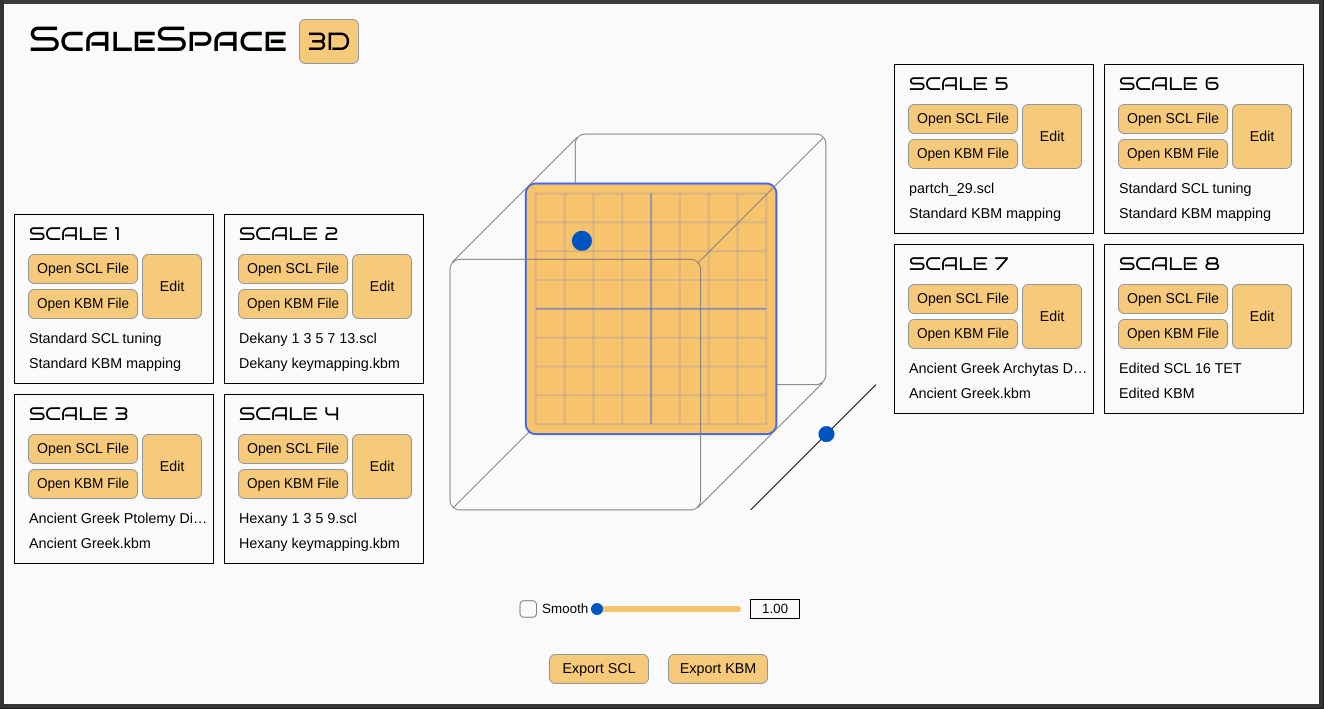 ScaleSpace 3D
SCALE 1
Open SCL File
Open KBM File
Edit
Standard SCL tuning
Standard KBM mapping
SCALE 2
Open SCL File
Open KBM File
Edit
Dekany 1 3 5 7 13.scl
Dekany keymapping.kbm
SCALE 3
Open SCL File
Open KBM File
Edit
Ancient Greek Ptolemy Di...
Ancient Greek.kbm
SCALE 4
Open SCL File
Open KBM File
Edit
Hexany 1 3 5 9.scl
Hexany keymapping.kbm
SCALE 5
Open SCL File
Open KBM File
Edit
partch_29.scl
Standard KBM mapping
SCALE 6
Open SCL File
Open KBM File
Edit
Standard SCL tuning
Standard KBM mapping
SCALE 7
Open SCL File
Open KBM File
Edit
Ancient Greek Archytas D...
Ancient Greek.kbm
SCALE 8
Open SCL File
Open KBM File
Edit
Edited SCL 16 TET
Edited KBM
Smooth 1.00
Export SCL Export KBM